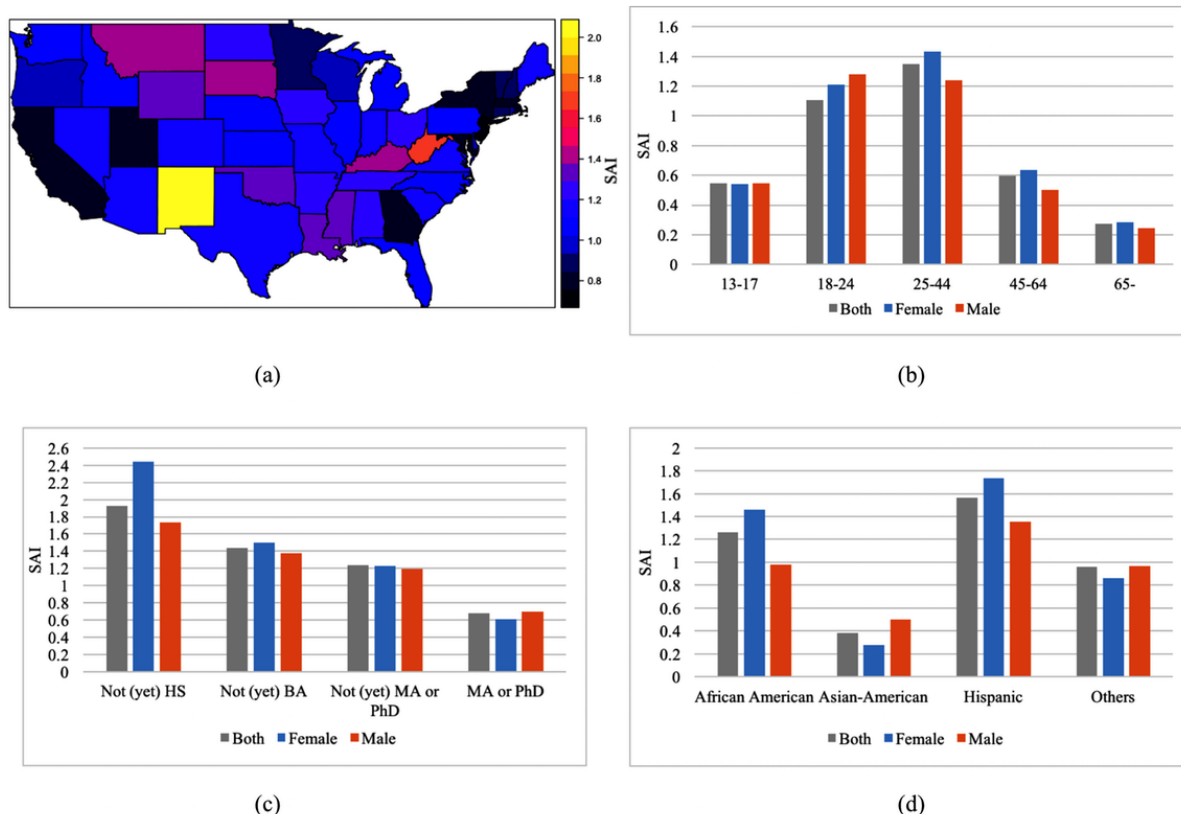 2.0
1.8
1.6
1.4
1.2
1.0
0.8
SAI
(a)
1.6
1.4
1.2
1
0.8
0.6
0.4
0.2
0
SAI
13-17 18-24 25-44 45-64 65-
Both Female Male
(b)
2.6
2.4
2.2
2
1.8
1.6
1.4
1.2
1
0.8
0.6
0.4
0.2
0
SAI
Not (yet) HS Not (yet) BA Not (yet) MA or MA or PhD
PhD
Both Female Male
(c)
2
1.8
1.6
1.4
1.2
1
0.8
0.6
0.4
0.2
0
SAI
African American Asian-American Hispanic Others
Both Female Male
(d)